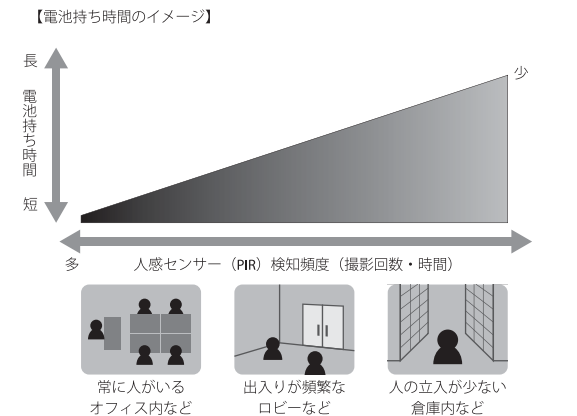 【電池持ち時間のイメージ】
長
電池持ち時間
短
少
多
人感センサー（PIR）検知頻度（撮影回数・時間）
常に人がいる
オフィス内など
出入りが頻繁な
ロビーなど
人の立入が少ない
倉庫内など